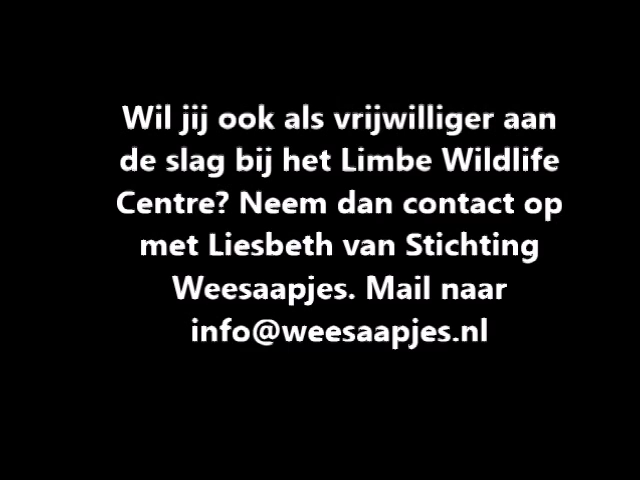 Wil jij ook als vrijwilliger aan
de slag bij het Limbe Wildlife
Centre? Neem dan contact op
met Liesbeth van Stichting
Weesaapjes. Mail naar
info@weesaapjes.nl